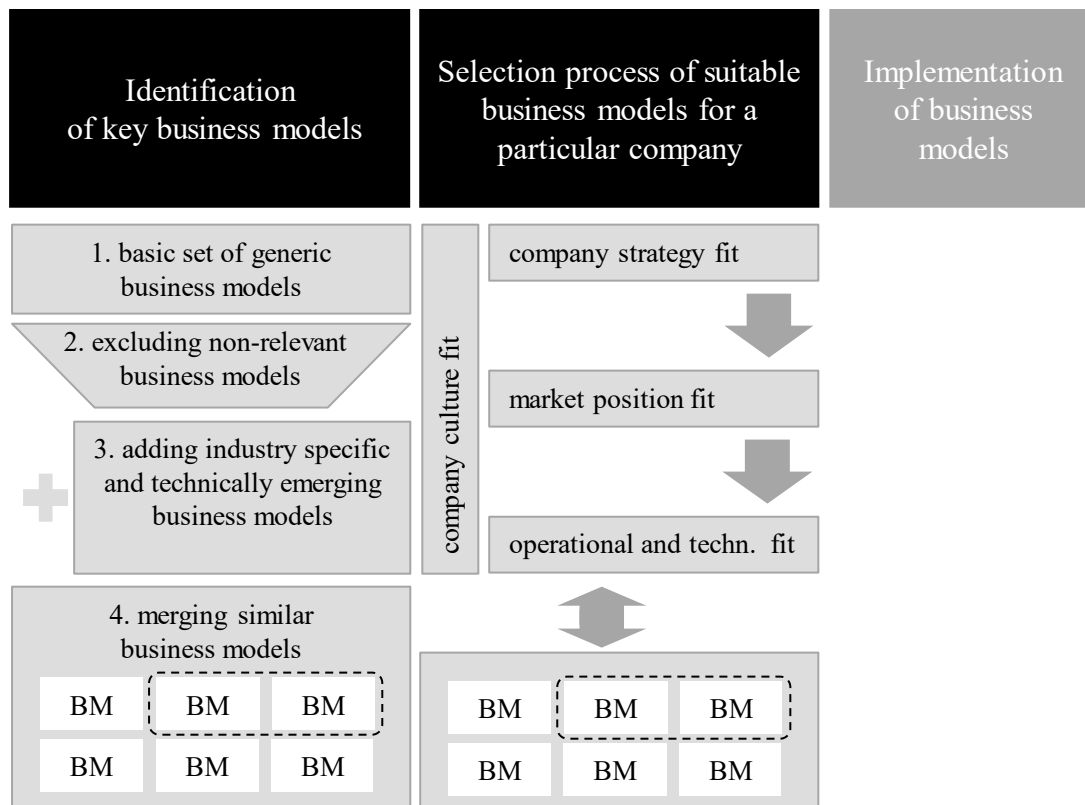 Identification
of key business models
Selection process of suitable
business models for a
particular company
Implementation
of business
models
1. basic set of generic
business models
2. excluding non-relevant
business models
3. adding industry specific
and technically emerging
business models
4. merging similar
business models
BM BM BM
BM BM BM
company culture fit
company strategy fit
market position fit
operational and techn. fit
BM BM BM
BM BM BM